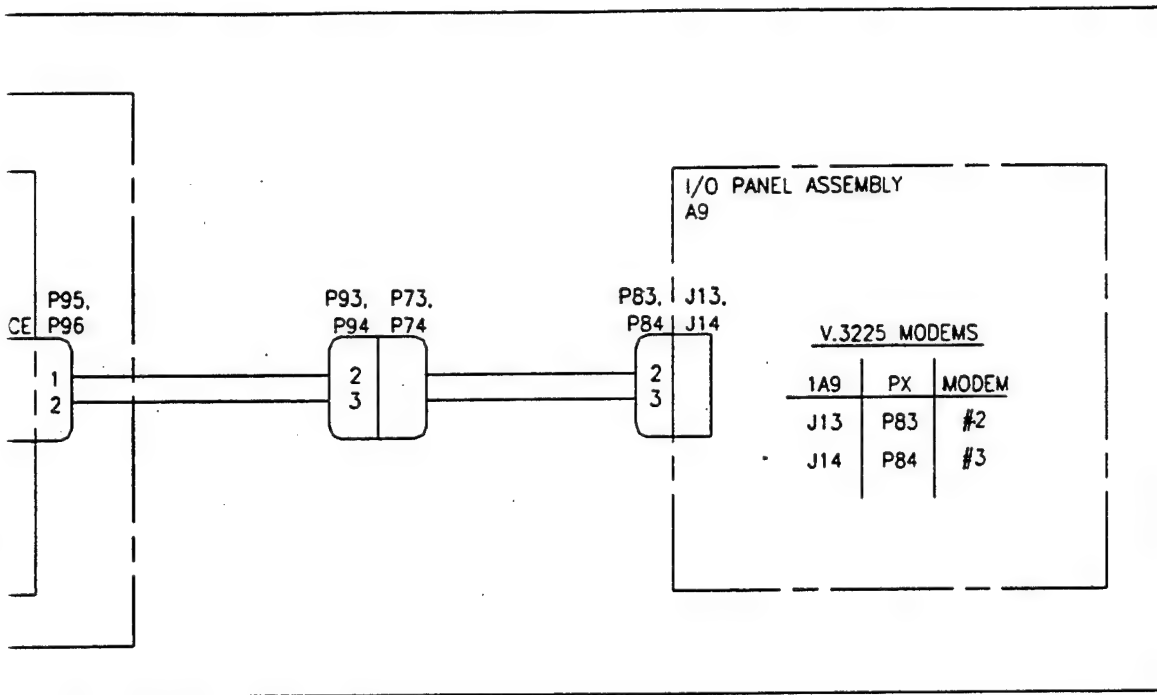 I/O PANEL ASSEMBLY
A9
P95,
CE P96
1
2
P93, P73,
P94 P74
2
3
P83, J13,
P84 J14
2
3
V.3225 MODEMS
1A9 PX MODEM
J13 P83 #2
J14 P84 #3